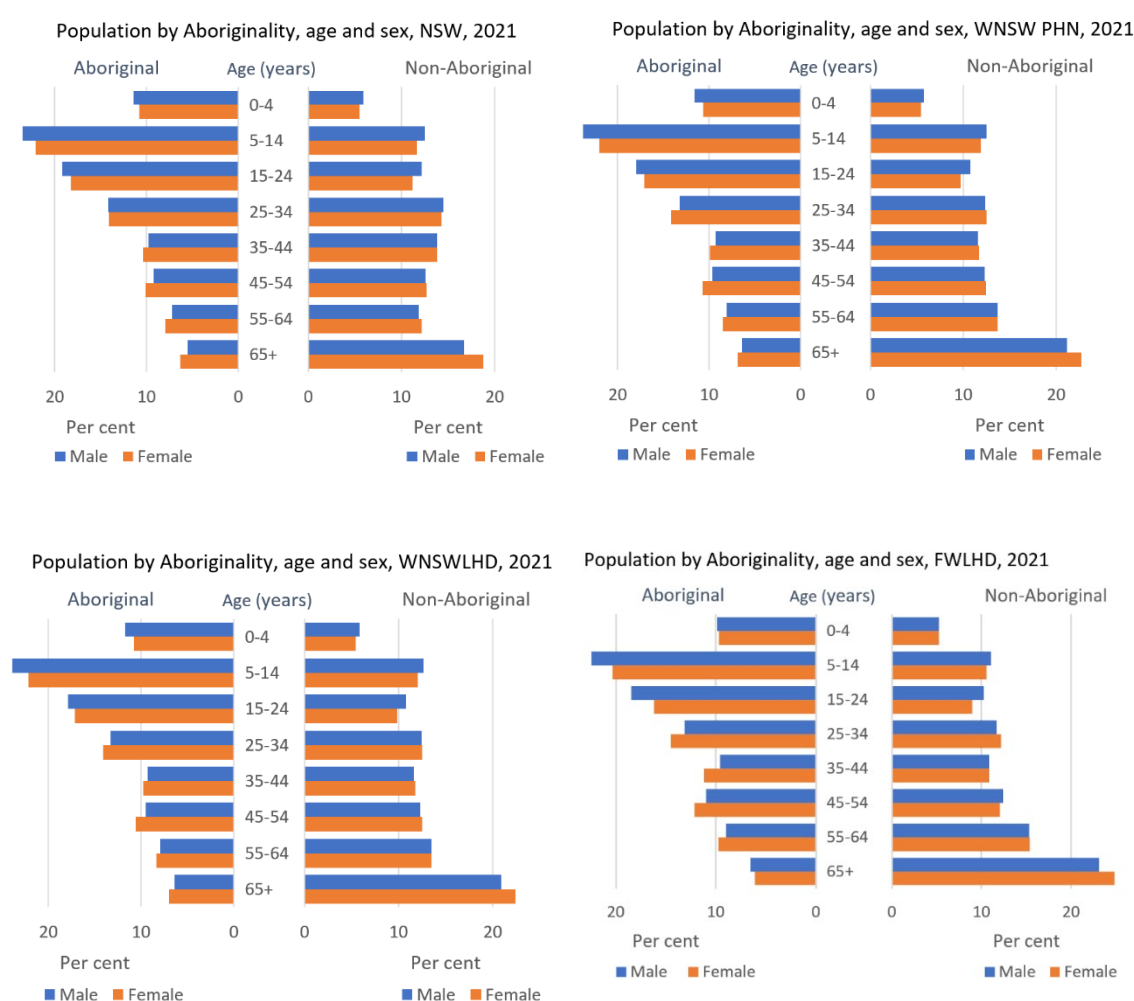 Population by Aboriginality, age and sex, NSW, 2021
Aboriginal Age (years) Non-Aboriginal
0-4
5-14
15-24
25-34
35-44
45-54
55-64
65+
20 10 0 0 10 20
Per cent Per cent
Male Female Male Female
Population by Aboriginality, age and sex, WNSW PHN, 2021
Aboriginal Age (years) Non-Aboriginal
0-4
5-14
15-24
25-34
35-44
45-54
55-64
65+
20 10 0 0 10 20
Per cent Per cent
Male Female Male Female
Population by Aboriginality, age and sex, WNSWLHD, 2021
Aboriginal Age (years) Non-Aboriginal
0-4
5-14
15-24
25-34
35-44
45-54
55-64
65+
20 10 0 0 10 20
Per cent Per cent
Male Female Male Female
Population by Aboriginality, age and sex, FWLHD, 2021
Aboriginal Age (years) Non-Aboriginal
0-4
5-14
15-24
25-34
35-44
45-54
55-64
65+
20 10 0 0 10 20
Per cent Per cent
Male Female Male Female